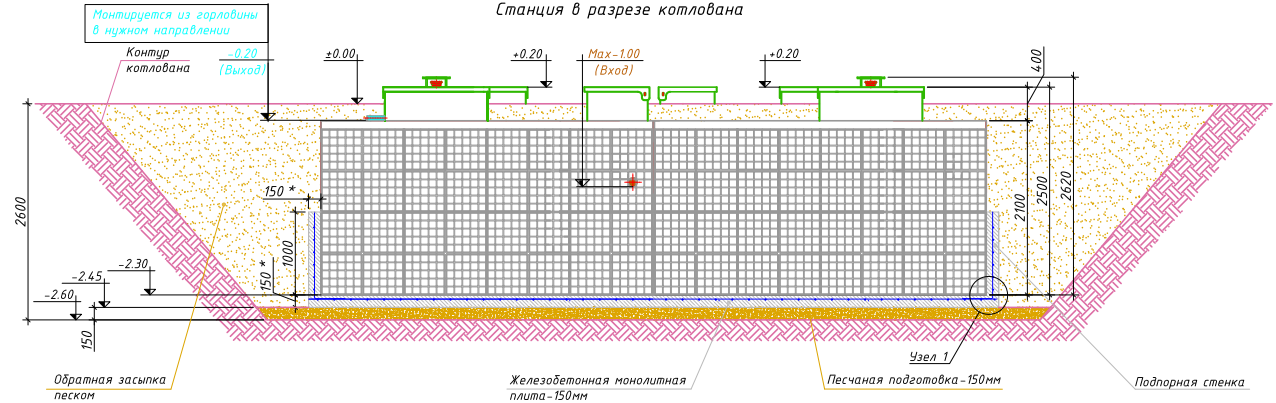 Станция в разрезе котлована
Монтируется из горловины
в нужном направлении
Контур
котлована
-0.20
(Выход)
±0.00
+0.20
Max-1.00
(Вход)
+0.20
400
2600
150 *
1000
150 *
2100
2500
2620
-2.30
-2.45
-2.60
150
Узел 1
Обратная засыпка
песком
Железобетонная монолитная
плита-150мм
Песчаная подготовка-150мм
Подпорная стенка